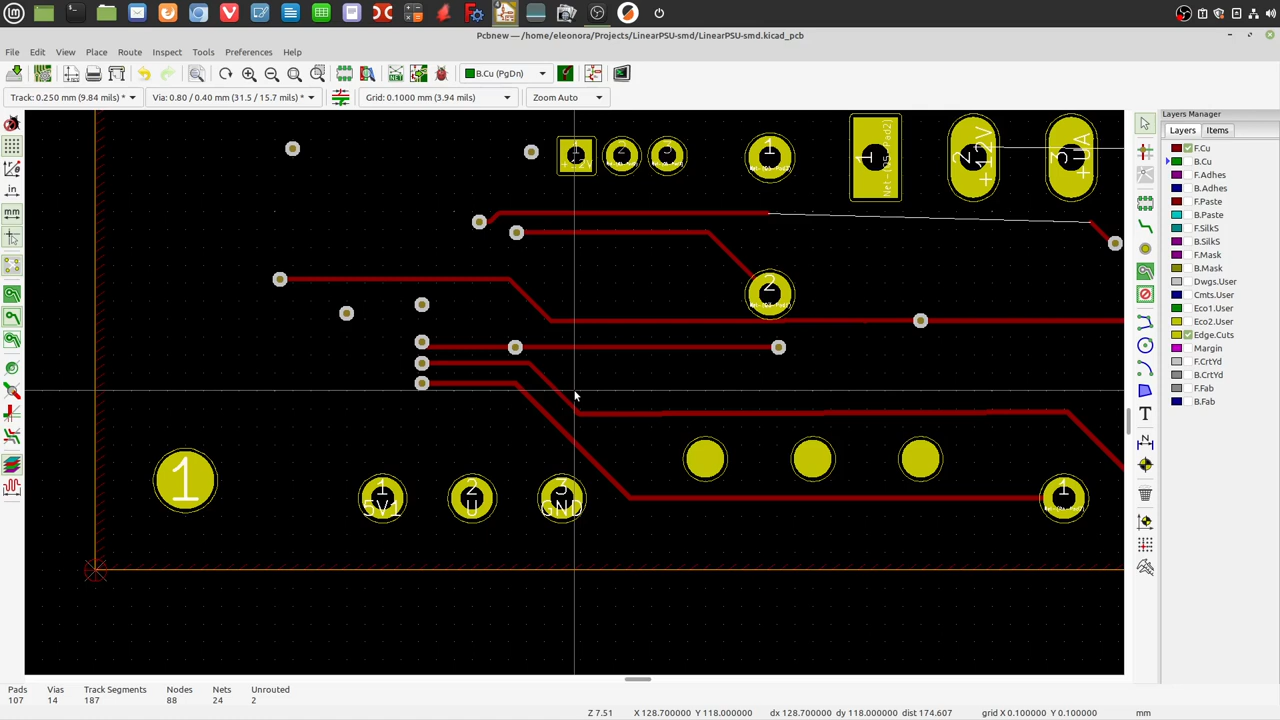 Pcbnew — /home/eleonora/Projects/LinearPSU-smd/LinearPSU-smd.kicad_pcb
File Edit View Place Route Inspect Tools Preferences Help
B.Cu (PgDn)
Track: 0.250 mm (9.84 mils) *
Via: 0.80 / 0.40 mm (31.5 / 15.7 mils) *
Grid: 0.1000 mm (3.94 mils)
Zoom Auto
Layers Manager
Layers Items
F.Cu
B.Cu
F.Adhes
B.Adhes
F.Paste
B.Paste
F.SilkS
B.SilkS
F.Mask
B.Mask
Dwgs.User
Cmts.User
Eco1.User
Eco2.User
Edge.Cuts
Margin
F.CrtYd
B.CrtYd
F.Fab
B.Fab
in
mm
1 2 3
1
1
2 +12V
3 +UA
2
1
1 5V1
2 U
3 GND
1
Pads Vias Track Segments Nodes Nets Unrouted
107 14 187 88 24 2
Z 7.51 X 128.700000 Y 118.000000 dx 128.700000 dy 118.000000 dist 174.607 grid X 0.100000 Y 0.100000 mm